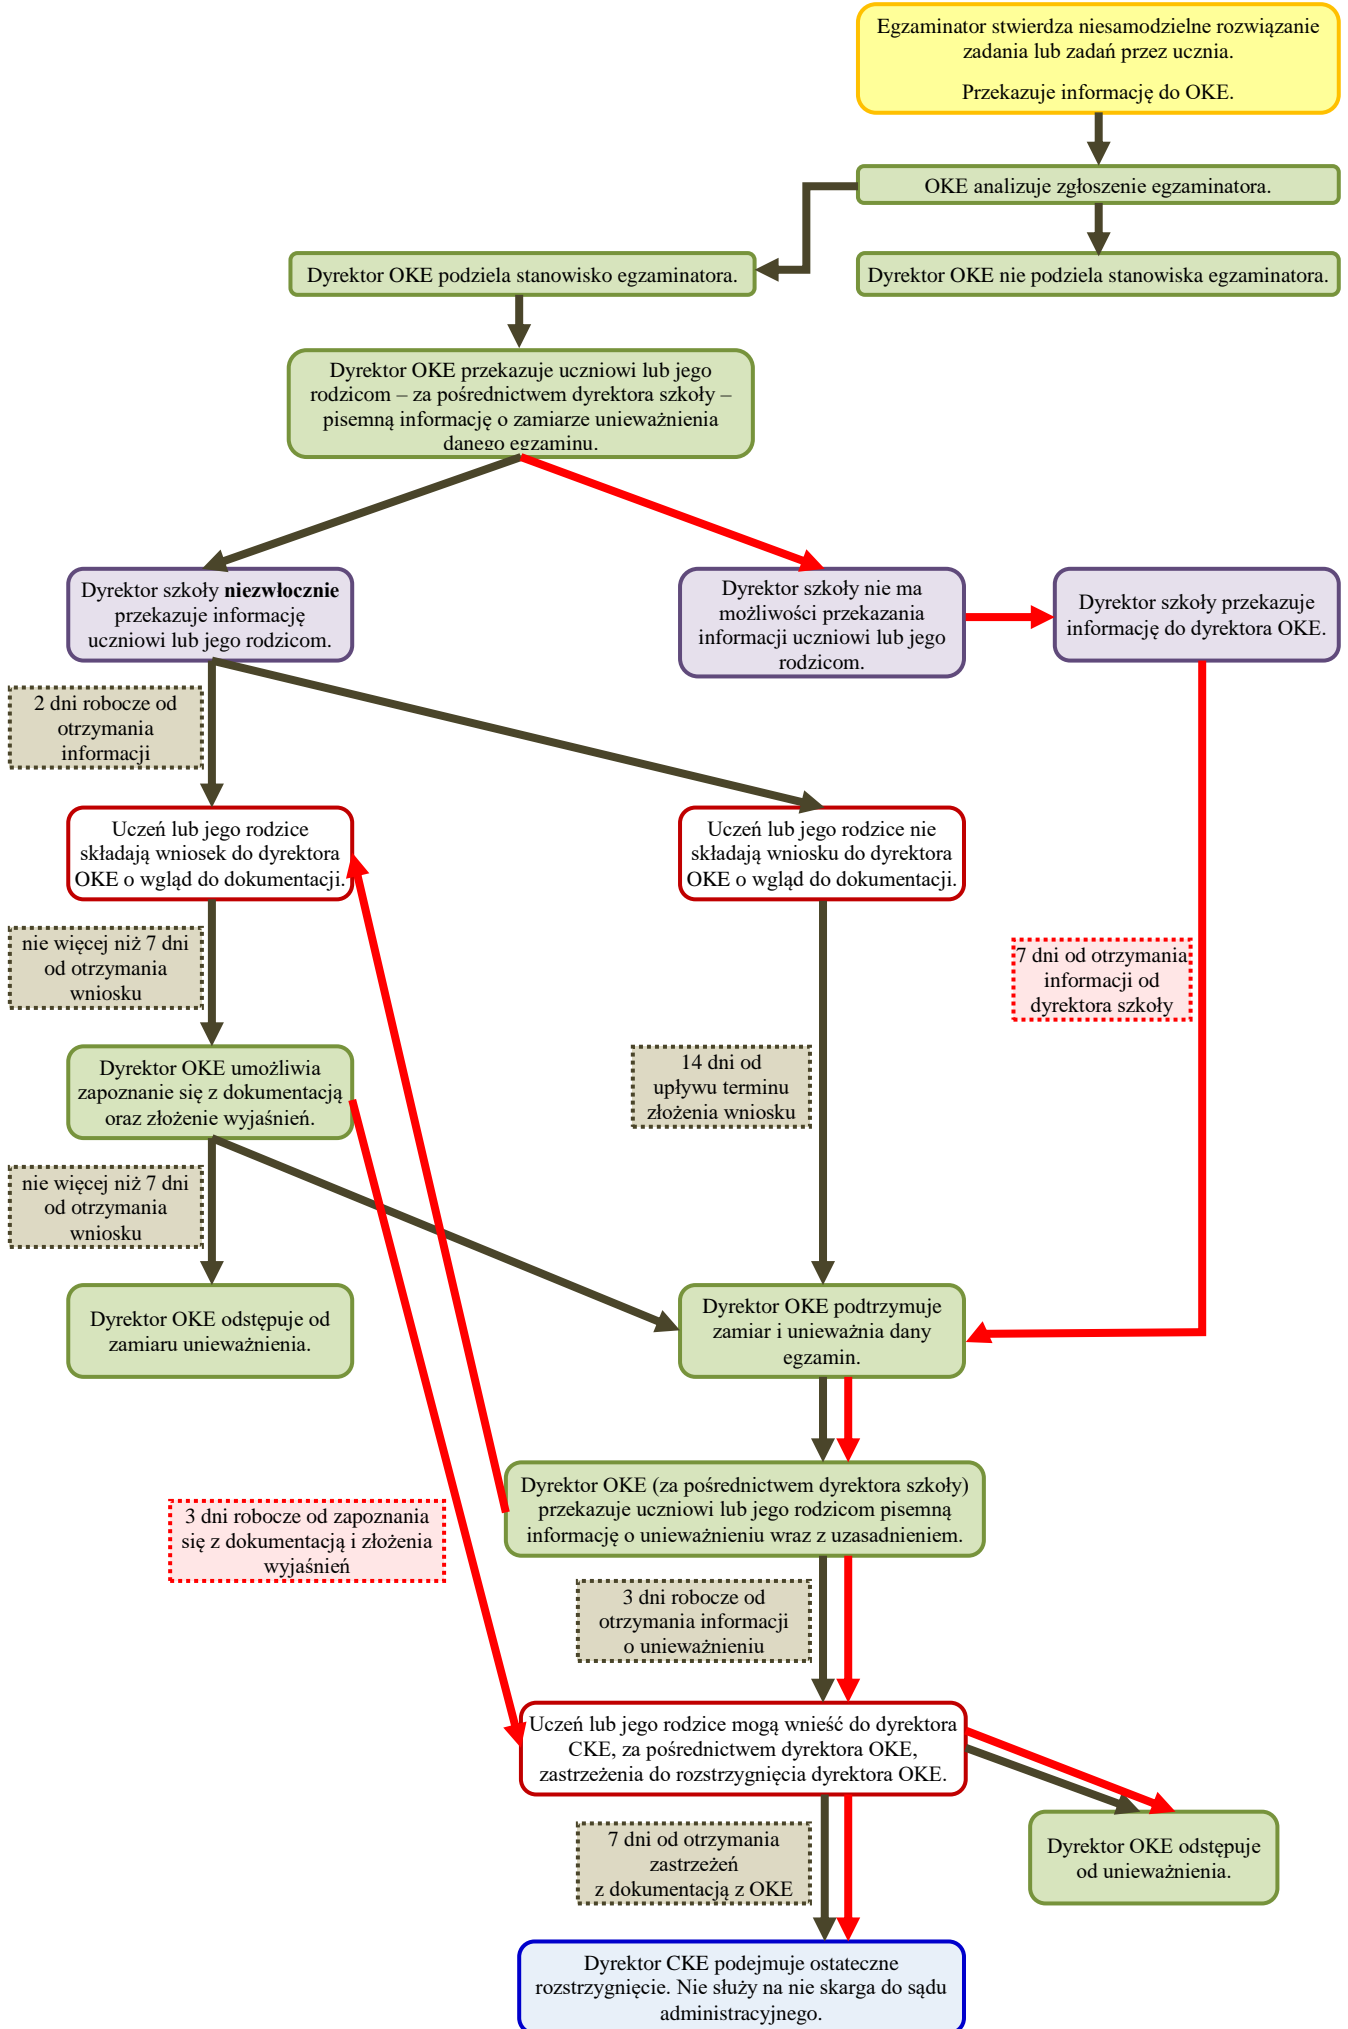 Egzaminator stwierdza niesamodzielne rozwiązanie
zadania lub zadań przez ucznia.
Przekazuje informację do OKE.
OKE analizuje zgłoszenie egzaminatora.
Dyrektor OKE podziela stanowisko egzaminatora.
Dyrektor OKE nie podziela stanowiska egzaminatora.
Dyrektor OKE przekazuje uczniowi lub jego
rodzicom – za pośrednictwem dyrektora szkoły –
pisemną informację o zamiarze unieważnienia
danego egzaminu.
Dyrektor szkoły niezwłocznie
przekazuje informację
uczniowi lub jego rodzicom.
Dyrektor szkoły nie ma
możliwości przekazania
informacji uczniowi lub jego
rodzicom.
Dyrektor szkoły przekazuje
informację do dyrektora OKE.
2 dni robocze od
otrzymania
informacji
Uczeń lub jego rodzice
składają wniosek do dyrektora
OKE o wgląd do dokumentacji.
Uczeń lub jego rodzice nie
składają wniosku do dyrektora
OKE o wgląd do dokumentacji.
nie więcej niż 7 dni
od otrzymania
wniosku
7 dni od otrzymania
informacji od
dyrektora szkoły
Dyrektor OKE umożliwia
zapoznanie się z dokumentacją
oraz złożenie wyjaśnień.
14 dni od
upływu terminu
złożenia wniosku
nie więcej niż 7 dni
od otrzymania
wniosku
Dyrektor OKE odstępuje od
zamiaru unieważnienia.
Dyrektor OKE podtrzymuje
zamiar i unieważnia dany
egzamin.
Dyrektor OKE (za pośrednictwem dyrektora szkoły)
przekazuje uczniowi lub jego rodzicom pisemną
informację o unieważnieniu wraz z uzasadnieniem.
3 dni robocze od zapoznania
się z dokumentacją i złożenia
wyjaśnień
3 dni robocze od
otrzymania informacji
o unieważnieniu
Uczeń lub jego rodzice mogą wnieść do dyrektora
CKE, za pośrednictwem dyrektora OKE,
zastrzeżenia do rozstrzygnięcia dyrektora OKE.
7 dni od otrzymania
zastrzeżeń
z dokumentacją z OKE
Dyrektor OKE odstępuje
od unieważnienia.
Dyrektor CKE podejmuje ostateczne
rozstrzygnięcie. Nie służy na nie skarga do sądu
administracyjnego.